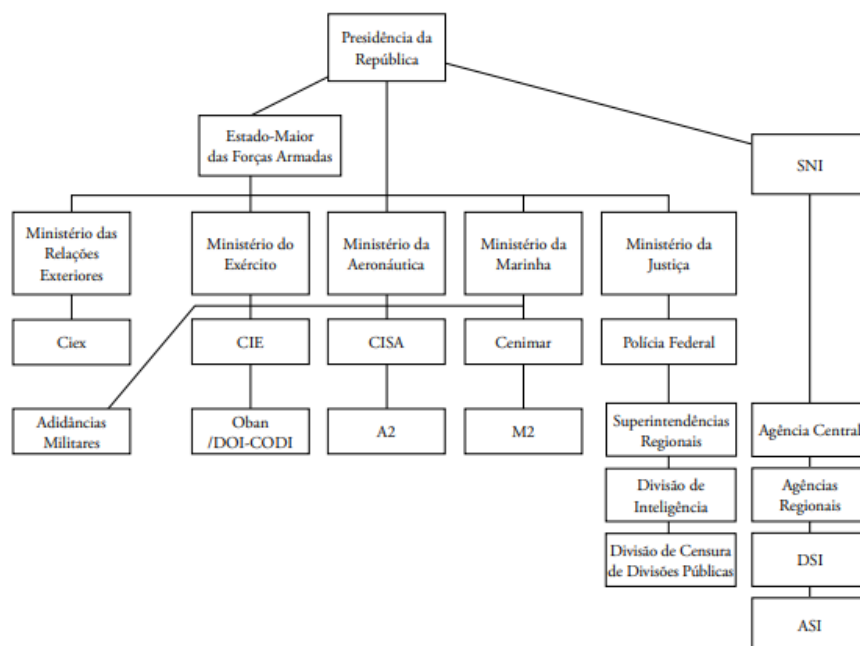 Presidência da
República
Estado-Maior
das Forças Armadas
SNI
Ministério das
Relações
Exteriores
Ministério do
Exército
Ministério da
Aeronáutica
Ministério da
Marinha
Ministério da
Justiça
Ciex
CIE
CISA
Cenimar
Polícia Federal
Adidâncias
Militares
Oban
/DOI-CODI
A2
M2
Superintendências
Regionais
Agência Central
Divisão de
Inteligência
Agências
Regionais
Divisão de Censura
de Divisões Públicas
DSI
ASI